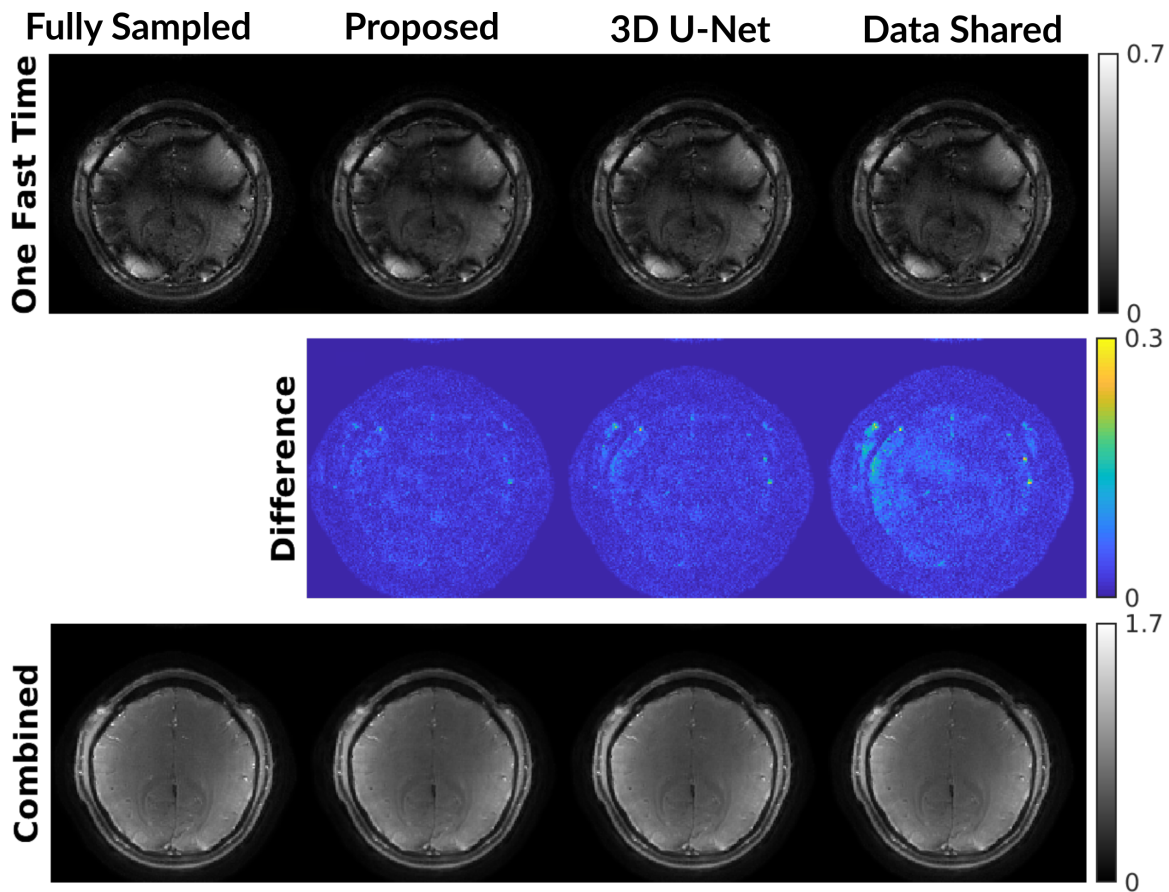 Fully Sampled Proposed 3D U-Net Data Shared
One Fast Time
0.7
0
Difference
0.3
0
Combined
1.7
0